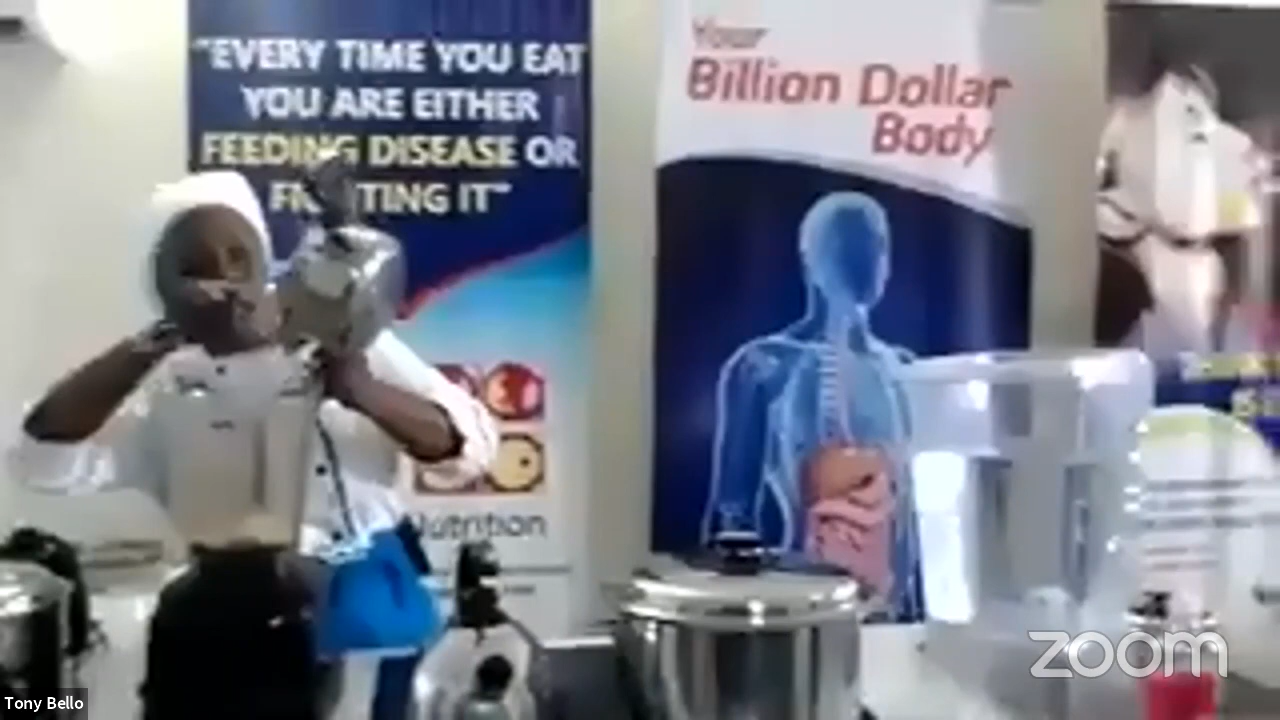 "EVERY TIME YOU EAT
YOU ARE EITHER
FEEDING DISEASE OR
FIGHTING IT"
Nutrition
Your
Billion Dollar
Body
zoom
Tony Bello